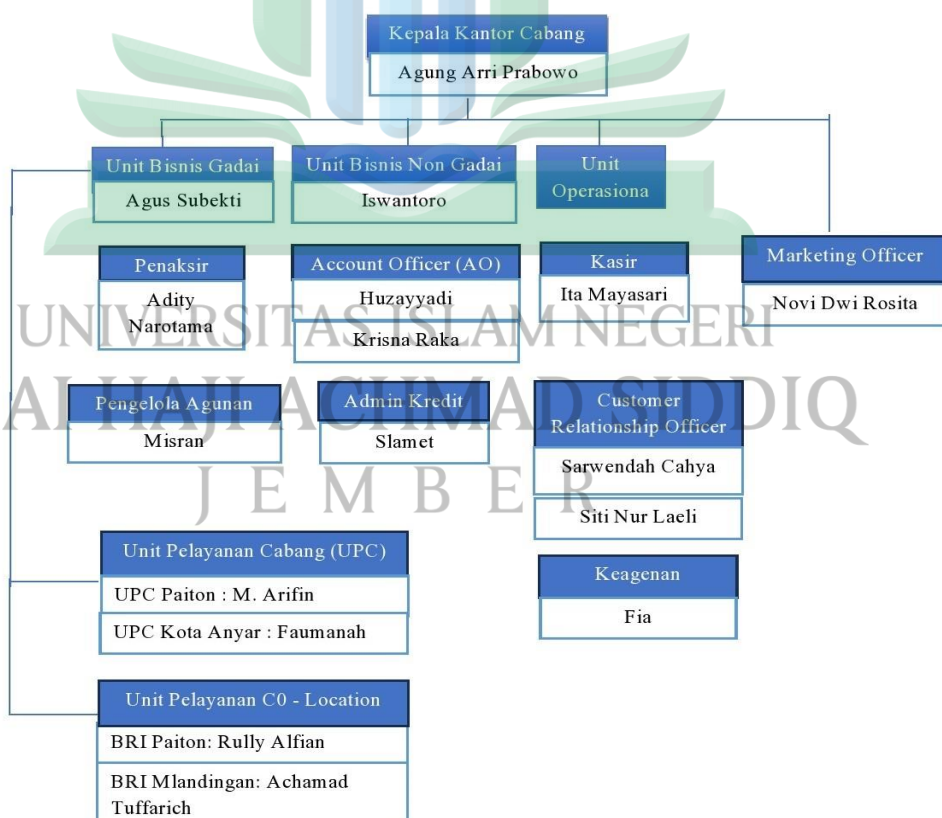 Kepala Kantor Cabang
Agung Arri Prabowo
Unit Bisnis Gadai
Agus Subekti
Unit Bisnis Non Gadai
Iswantoro
Unit
Operasiona
Marketing Officer
Novi Dwi Rosita
Penaksir
Adity
Narotama
Account Officer (AO)
Huzayyadi
Krisna Raka
Kasir
Ita Mayasari
UNIVERSITAS ISLAM NEGERI
AI HAJI ACHMAD SIDDIQ
JEMBER
Pengelola Agunan
Misran
Admin Kredit
Slamet
Customer
Relationship Officer
Sarwendah Cahya
Siti Nur Laeli
Unit Pelayanan Cabang (UPC)
UPC Paiton : M. Arifin
UPC Kota Anyar : Faumanah
Keagenan
Fia
Unit Pelayanan C0 - Location
BRI Paiton: Rully Alfian
BRI Mlandingan: Achamad
Tuffarich